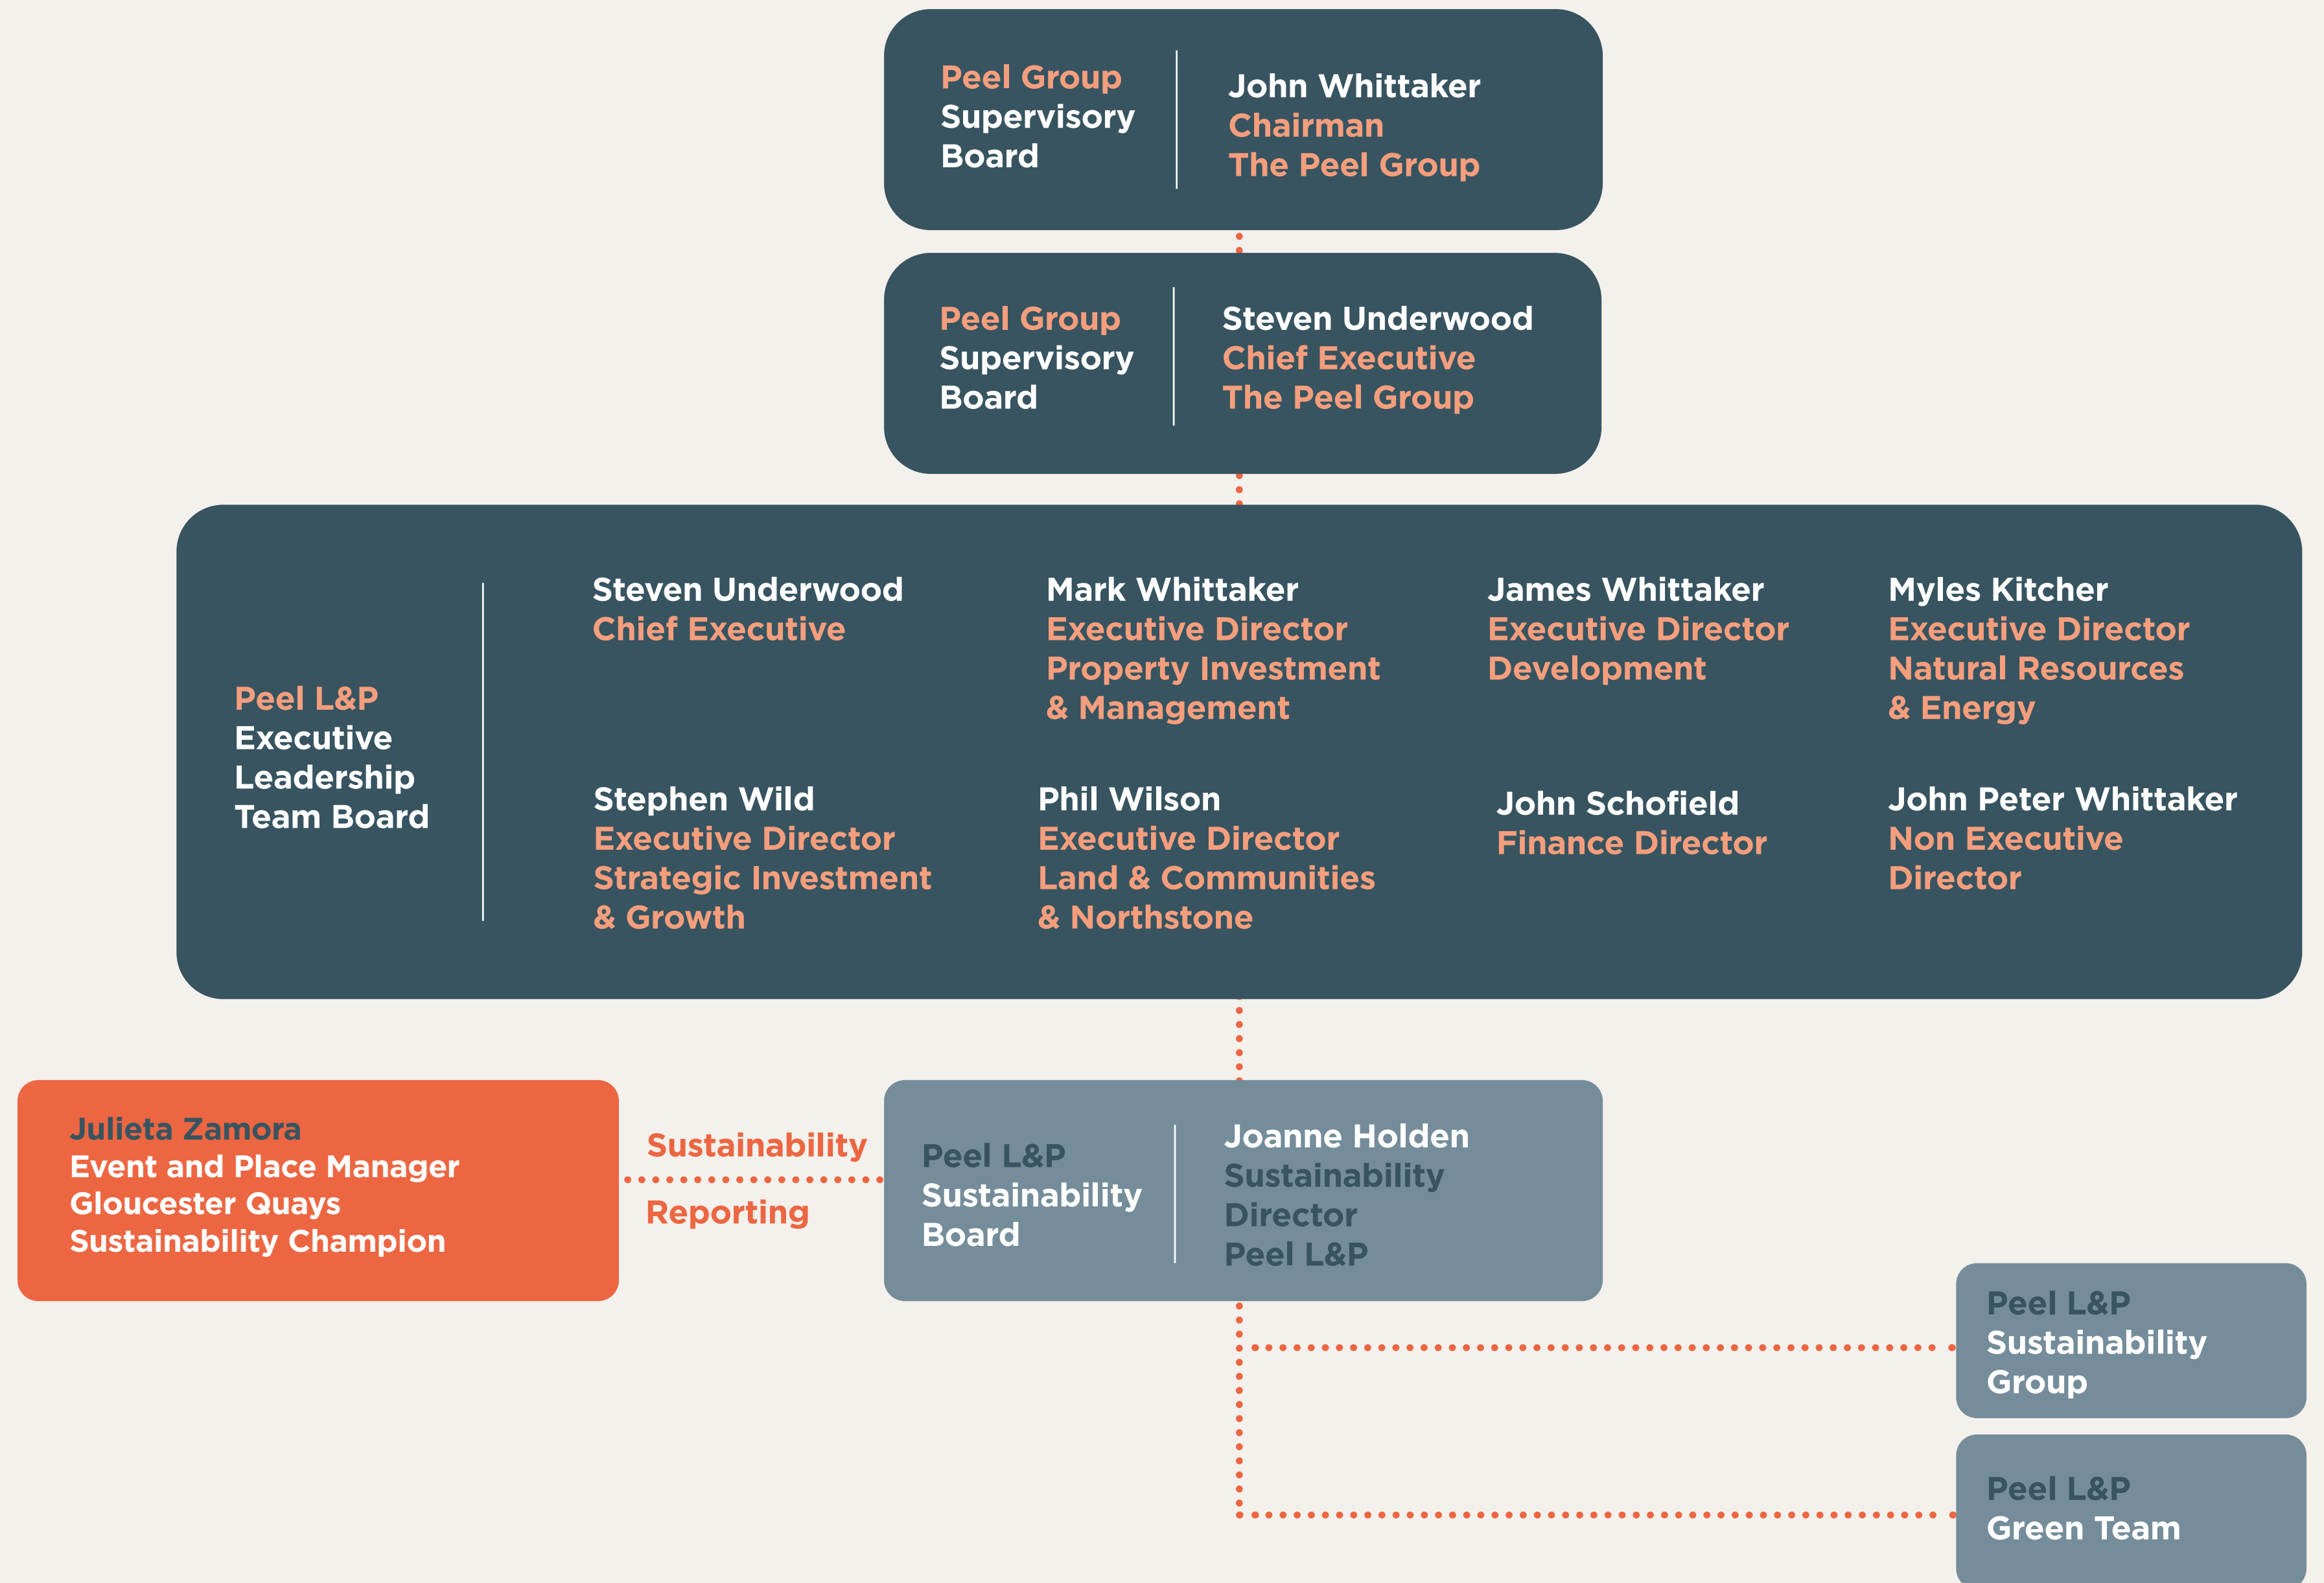 Peel Group
Supervisory
Board
John Whittaker
Chairman
The Peel Group
Peel Group
Supervisory
Board
Steven Underwood
Chief Executive
The Peel Group
Peel L&P
Executive
Leadership
Team Board
Steven Underwood
Chief Executive
Mark Whittaker
Executive Director
Property Investment
& Management
James Whittaker
Executive Director
Development
Myles Kitcher
Executive Director
Natural Resources
& Energy
Stephen Wild
Executive Director
Strategic Investment
& Growth
Phil Wilson
Executive Director
Land & Communities
& Northstone
John Schofield
Finance Director
John Peter Whittaker
Non Executive
Director
Julieta Zamora
Event and Place Manager
Gloucester Quays
Sustainability Champion
Sustainability
Reporting
Peel L&P
Sustainability
Board
Joanne Holden
Sustainability
Director
Peel L&P
Peel L&P
Sustainability
Group
Peel L&P
Green Team